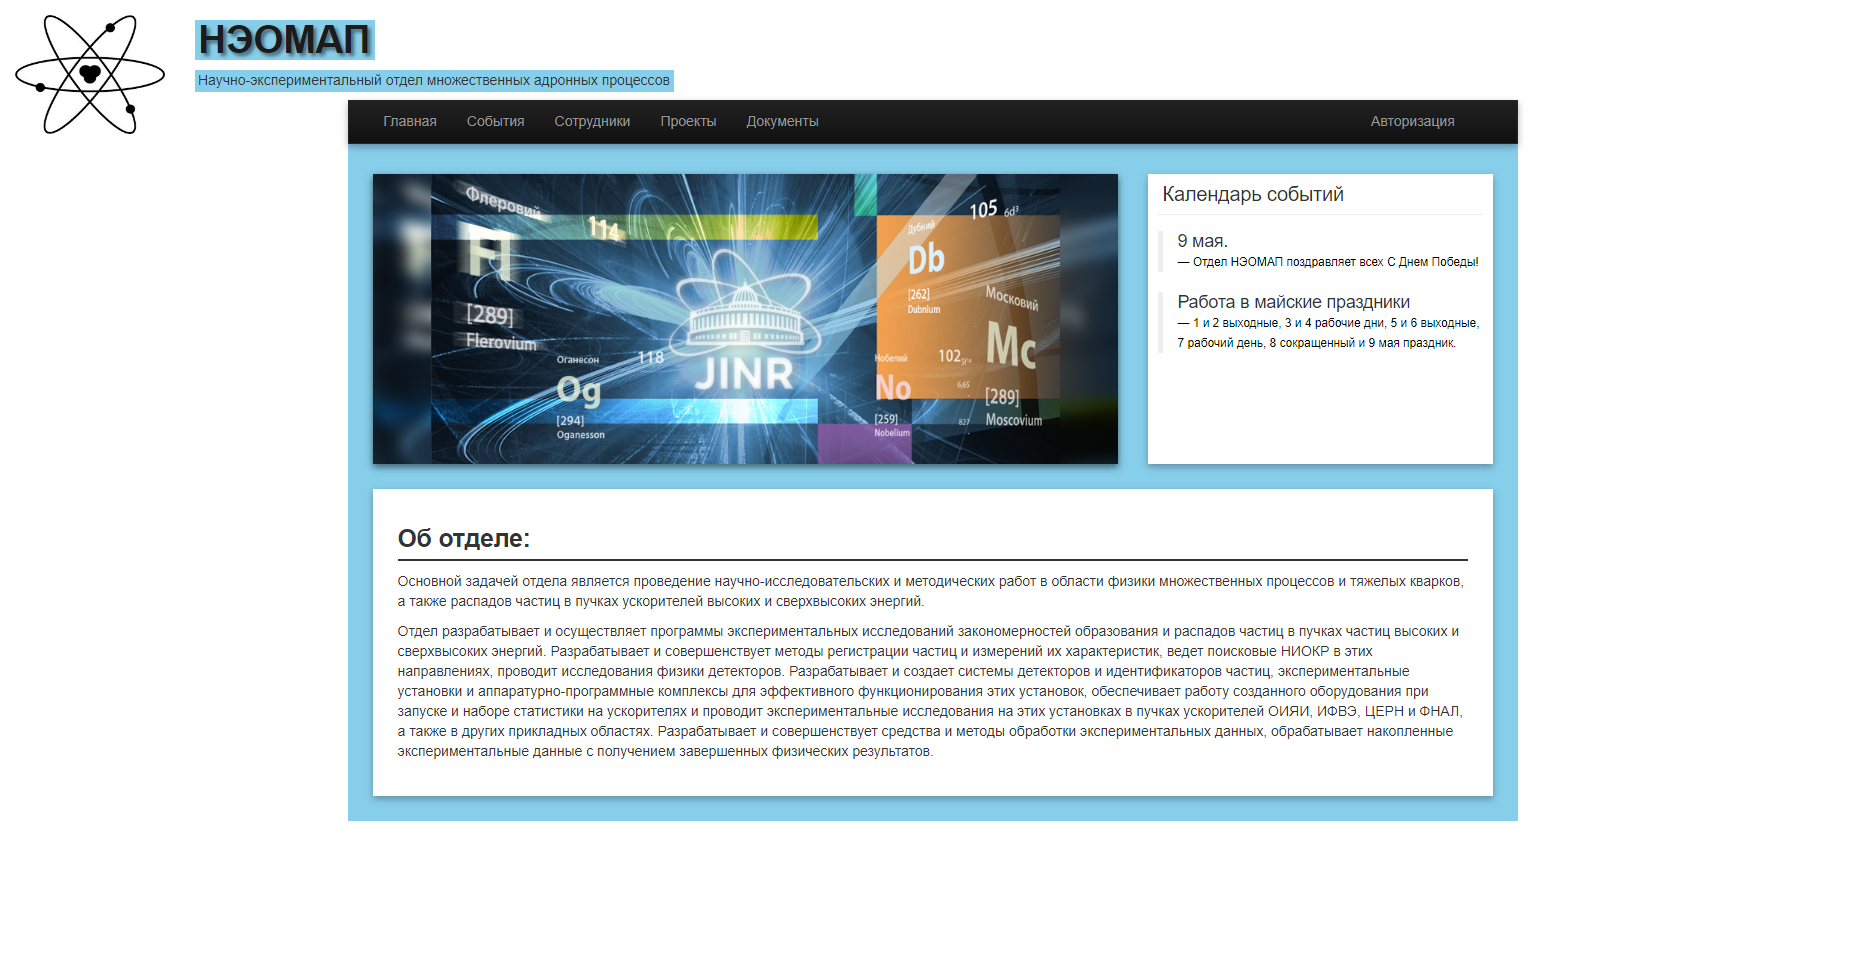 НЭОМАП
Научно-экспериментальный отдел множественных адронных процессов
Главная
События
Сотрудники
Проекты
Документы
Авторизация
Флеровий
114
Fl
[289]
Flerovium
Оганесон
118
Og
[294]
Oganesson
JINR
105
6d³
Дубний
Db
[262]
Dubnium
Московий
Mc
[289]
Moscovium
Нобелий
102
No
[259]
Nobelium
6,65
827
Календарь событий
9 мая.
— Отдел НЭОМАП поздравляет всех С Днем Победы!
Работа в майские праздники
— 1 и 2 выходные, 3 и 4 рабочие дни, 5 и 6 выходные,
7 рабочий день, 8 сокращенный и 9 мая праздник.
Об отделе:
Основной задачей отдела является проведение научно-исследовательских и методических работ в области физики множественных процессов и тяжелых кварков,
а также распадов частиц в пучках ускорителей высоких и сверхвысоких энергий.
Отдел разрабатывает и осуществляет программы экспериментальных исследований закономерностей образования и распадов частиц в пучках частиц высоких и
сверхвысоких энергий. Разрабатывает и совершенствует методы регистрации частиц и измерений их характеристик, ведет поисковые НИОКР в этих
направлениях, проводит исследования физики детекторов. Разрабатывает и создает системы детекторов и идентификаторов частиц, экспериментальные
установки и аппаратурно-программные комплексы для эффективного функционирования этих установок, обеспечивает работу созданного оборудования при
запуске и наборе статистики на ускорителях и проводит экспериментальные исследования на этих установках в пучках ускорителей ОИЯИ, ИФВЭ, ЦЕРН и ФНАЛ,
а также в других прикладных областях. Разрабатывает и совершенствует средства и методы обработки экспериментальных данных, обрабатывает накопленные
экспериментальные данные с получением завершенных физических результатов.